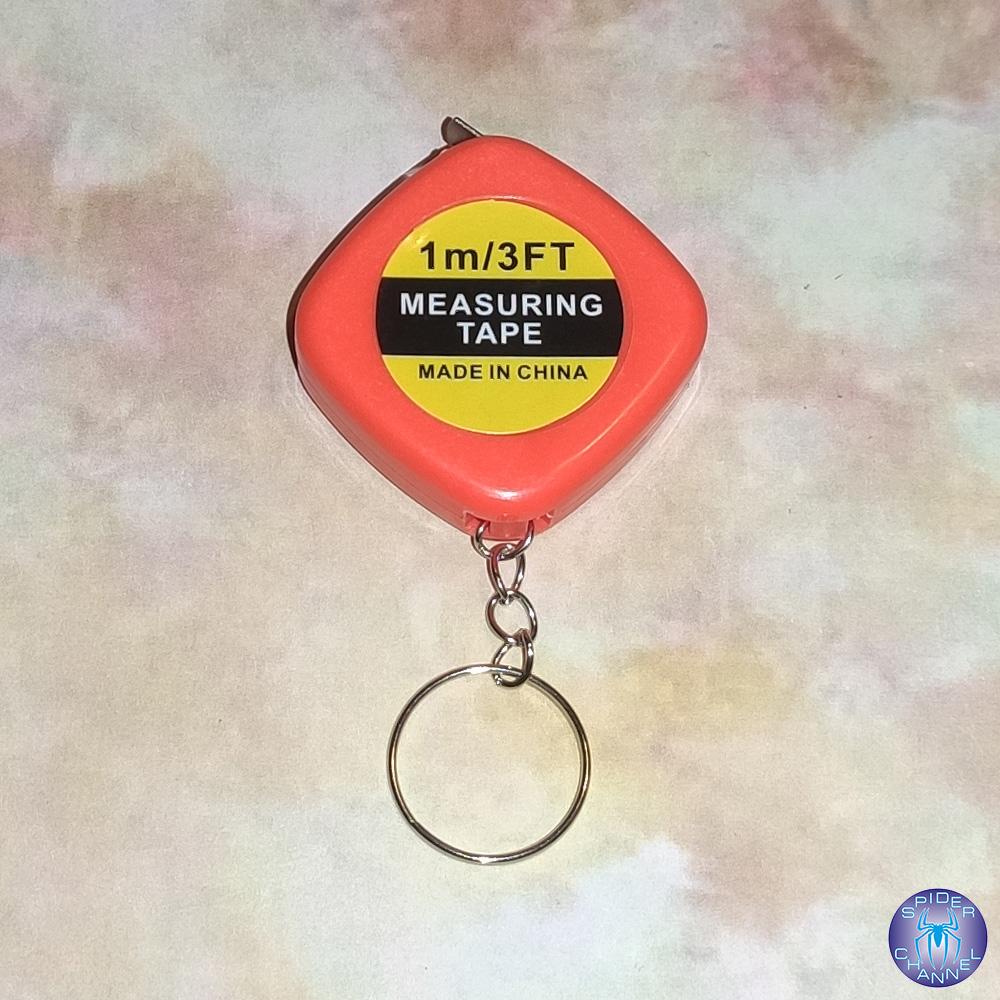 1m/3FT
MEASURING
TAPE
MADE IN CHINA
SPIDER
CHANNEL